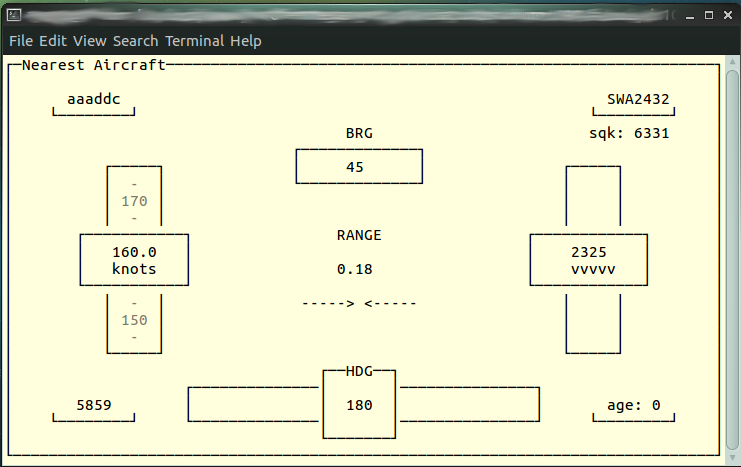 File Edit View Search Terminal Help
Nearest Aircraft
aaaddc
SWA2432
BRG
sqk: 6331
45
-
170
-
RANGE
160.0
knots
0.18
2325
vvvvv
-
-----> <-----
150
-
HDG
5859
180
age: 0